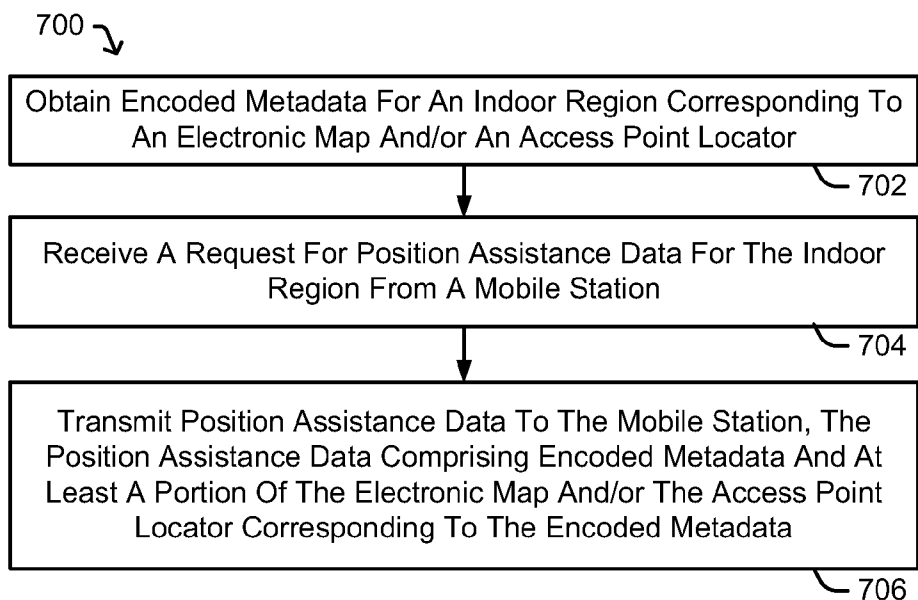 700
Obtain Encoded Metadata For An Indoor Region Corresponding To
An Electronic Map And/or An Access Point Locator
702
Receive A Request For Position Assistance Data For The Indoor
Region From A Mobile Station
704
Transmit Position Assistance Data To The Mobile Station, The
Position Assistance Data Comprising Encoded Metadata And At
Least A Portion Of The Electronic Map And/or The Access Point
Locator Corresponding To The Encoded Metadata
706